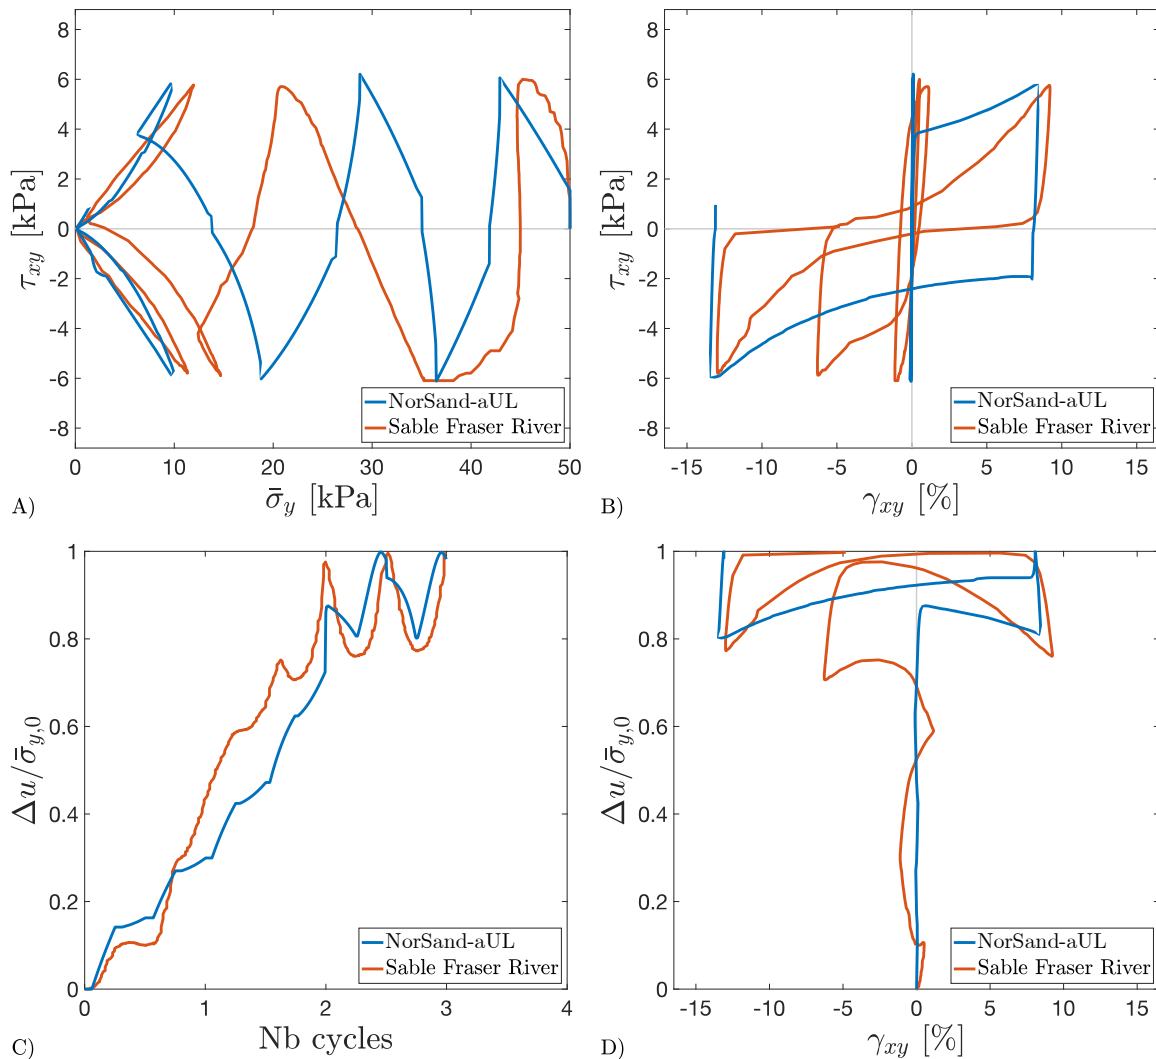 8
6
4
2
0
-2
-4
-6
-8
τxy [kPa]
0
10
20
30
40
50
σ̄y [kPa]
NorSand-aUL
Sable Fraser River
A)
8
6
4
2
0
-2
-4
-6
-8
τxy [kPa]
-15
-10
-5
0
5
10
15
γxy [%]
NorSand-aUL
Sable Fraser River
B)
1
0.8
0.6
0.4
0.2
0
Δu/σ̄y,0
0
1
2
3
4
Nb cycles
NorSand-aUL
Sable Fraser River
C)
1
0.8
0.6
0.4
0.2
0
Δu/σ̄y,0
-15
-10
-5
0
5
10
15
γxy [%]
NorSand-aUL
Sable Fraser River
D)